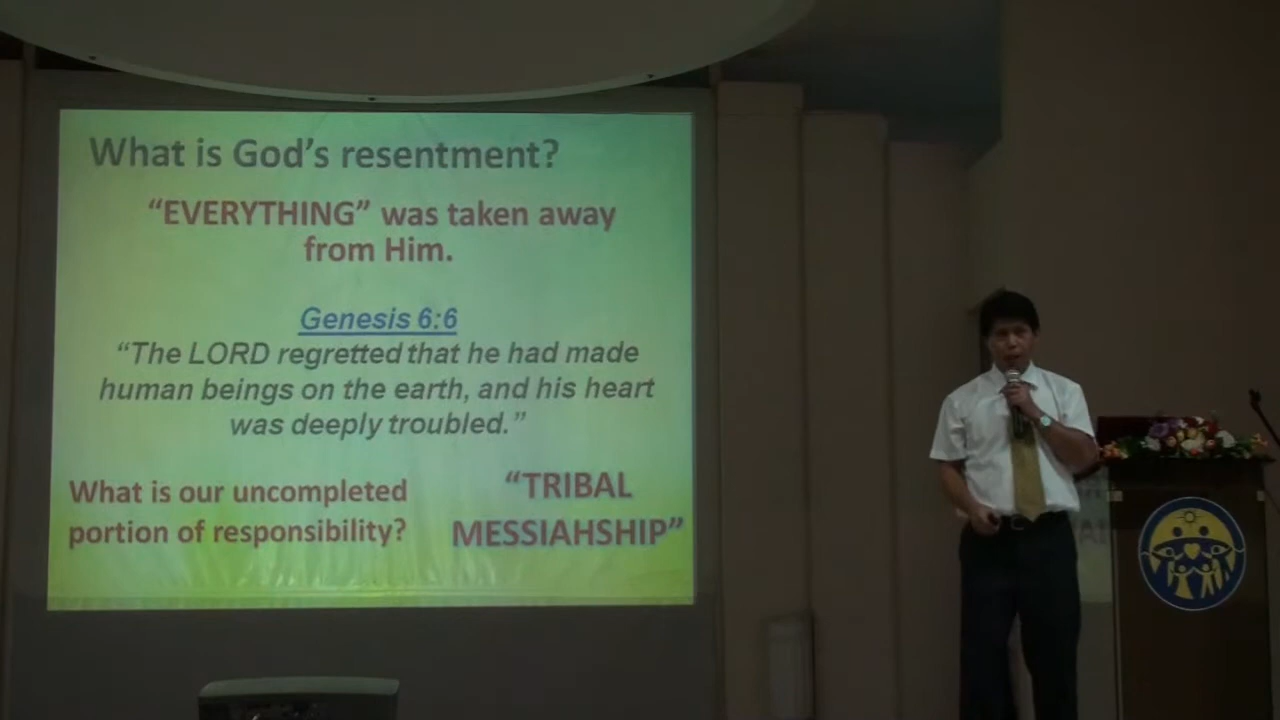 What is God's resentment?
“EVERYTHING” was taken away
from Him.
Genesis 6:6
“The LORD regretted that he had made
human beings on the earth, and his heart
was deeply troubled.”
What is our uncompleted
portion of responsibility?
“TRIBAL
MESSIAHSHIP”